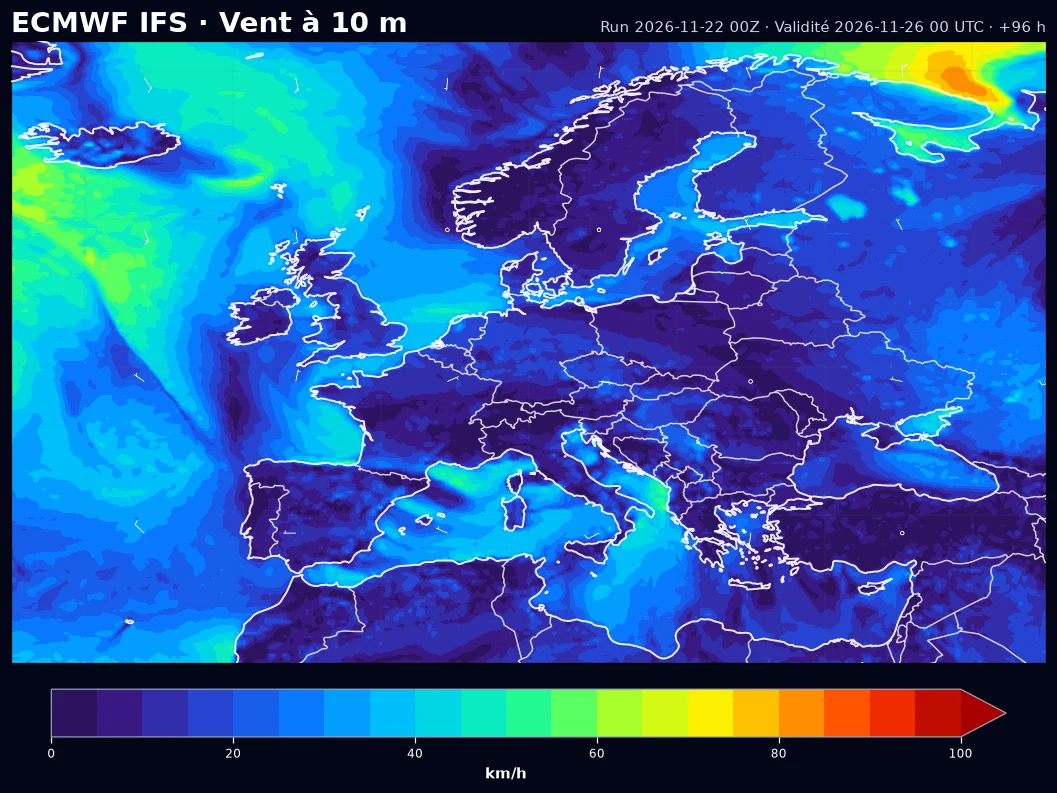 ECMWF IFS · Vent à 10 m
Run 2026-11-22 00Z · Validité 2026-11-26 00 UTC · +96 h
0 20 40 60 80 100
km/h